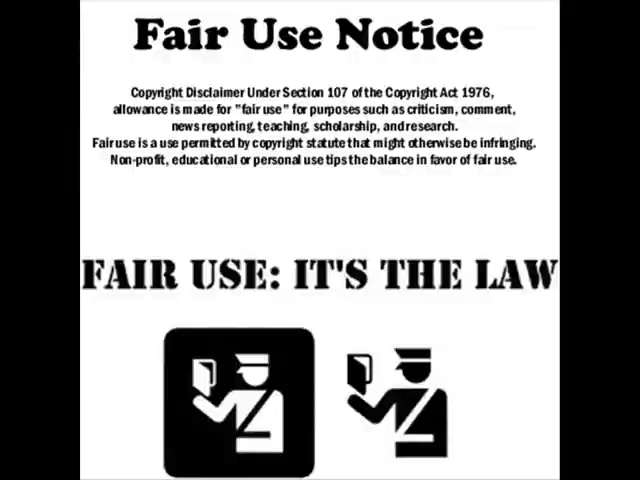 Fair Use Notice
Copyright Disclaimer Under Section 107 of the Copyright Act 1976,
allowance is made for "fair use" for purposes such as criticism, comment,
news reporting, teaching, scholarship, and research.
Fair use is a use permitted by copyright statute that might otherwise be infringing.
Non-profit, educational or personal use tips the balance in favor of fair use.
FAIR USE: IT'S THE LAW